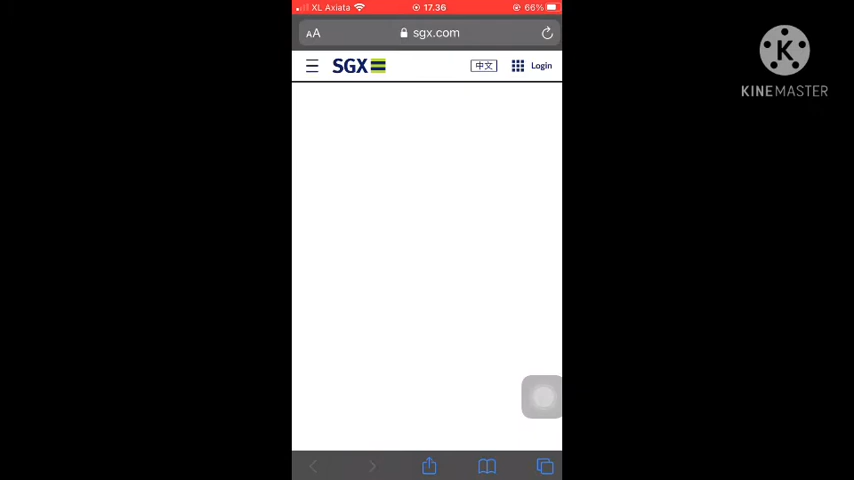 XL Axiata 17.36 66%
AA sgx.com
SGX 中文 Login
K
KINEMASTER